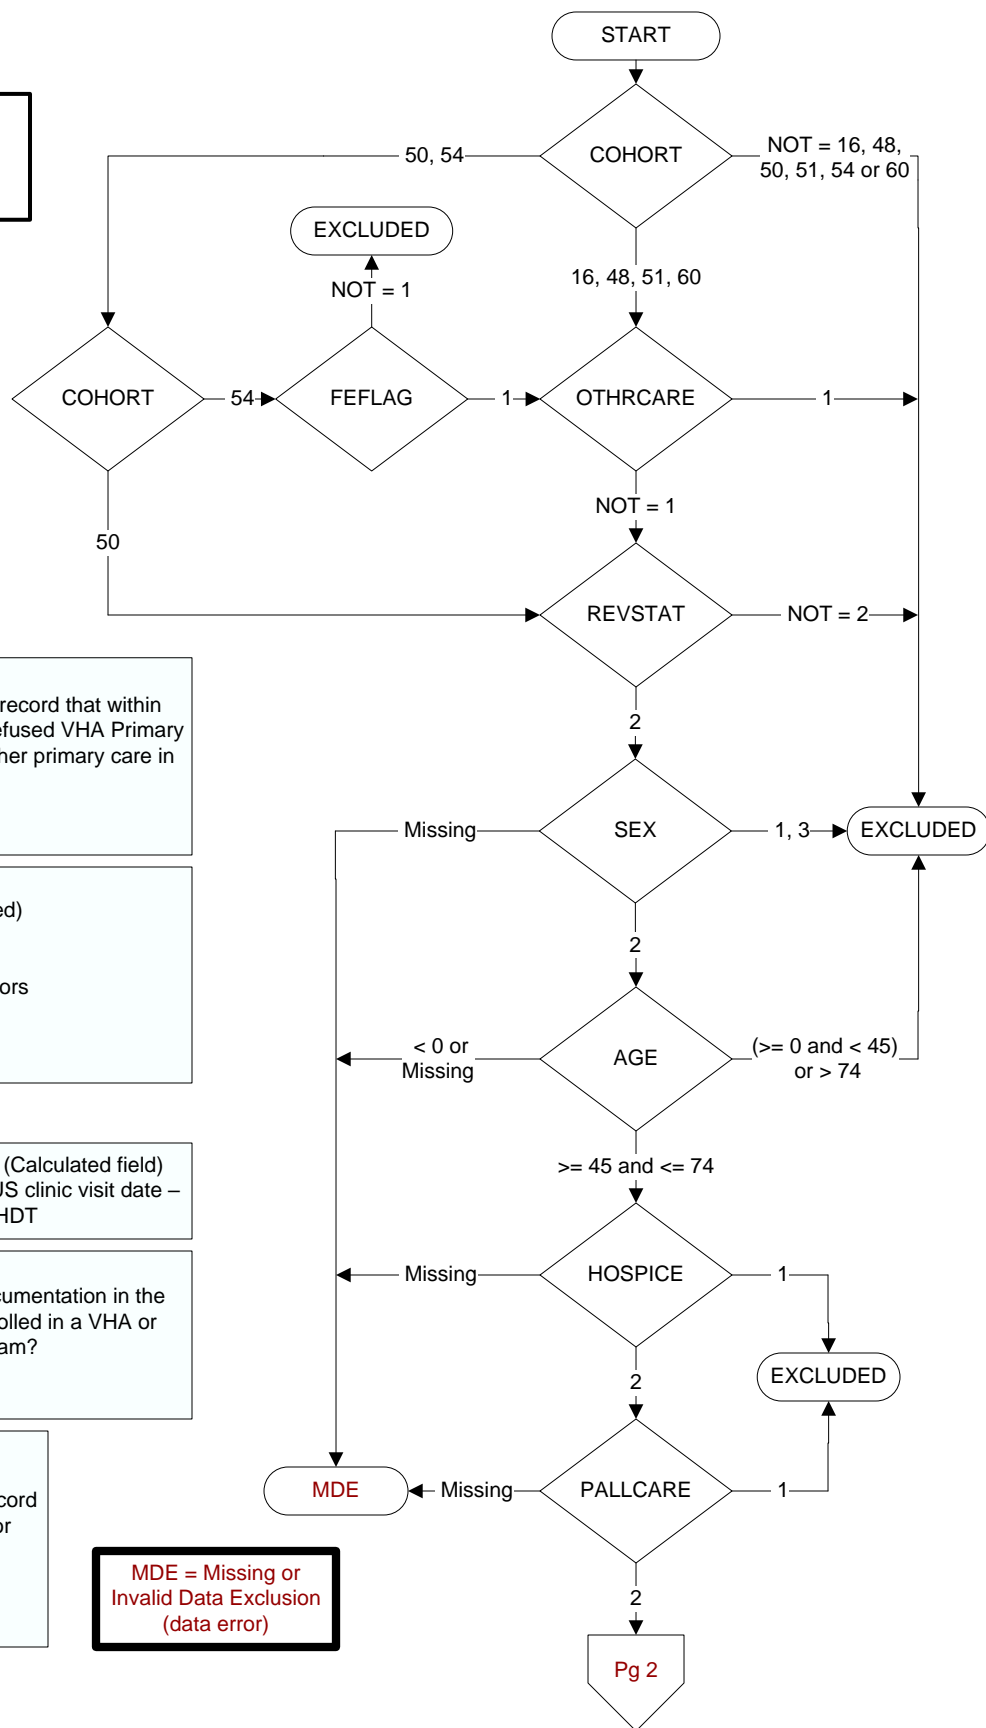 START
COHORT
50, 54
NOT = 16, 48,
50, 51, 54 or 60
EXCLUDED
16, 48, 51, 60
NOT = 1
COHORT
54
FEFLAG
1
OTHRCARE
1
NOT = 1
50
REVSTAT
NOT = 2
record that within
efused VHA Primary
her primary care in
2
Missing
SEX
1, 3
EXCLUDED
ed)
2
ors
< 0 or
Missing
AGE
(>= 0 and < 45)
or > 74
(Calculated field)
US clinic visit date –
HDT
>= 45 and <= 74
cumentation in the
olled in a VHA or
am?
Missing
HOSPICE
1
EXCLUDED
2
cord
or
MDE
Missing
PALLCARE
1
MDE = Missing or
Invalid Data Exclusion
(data error)
2
Pg 2